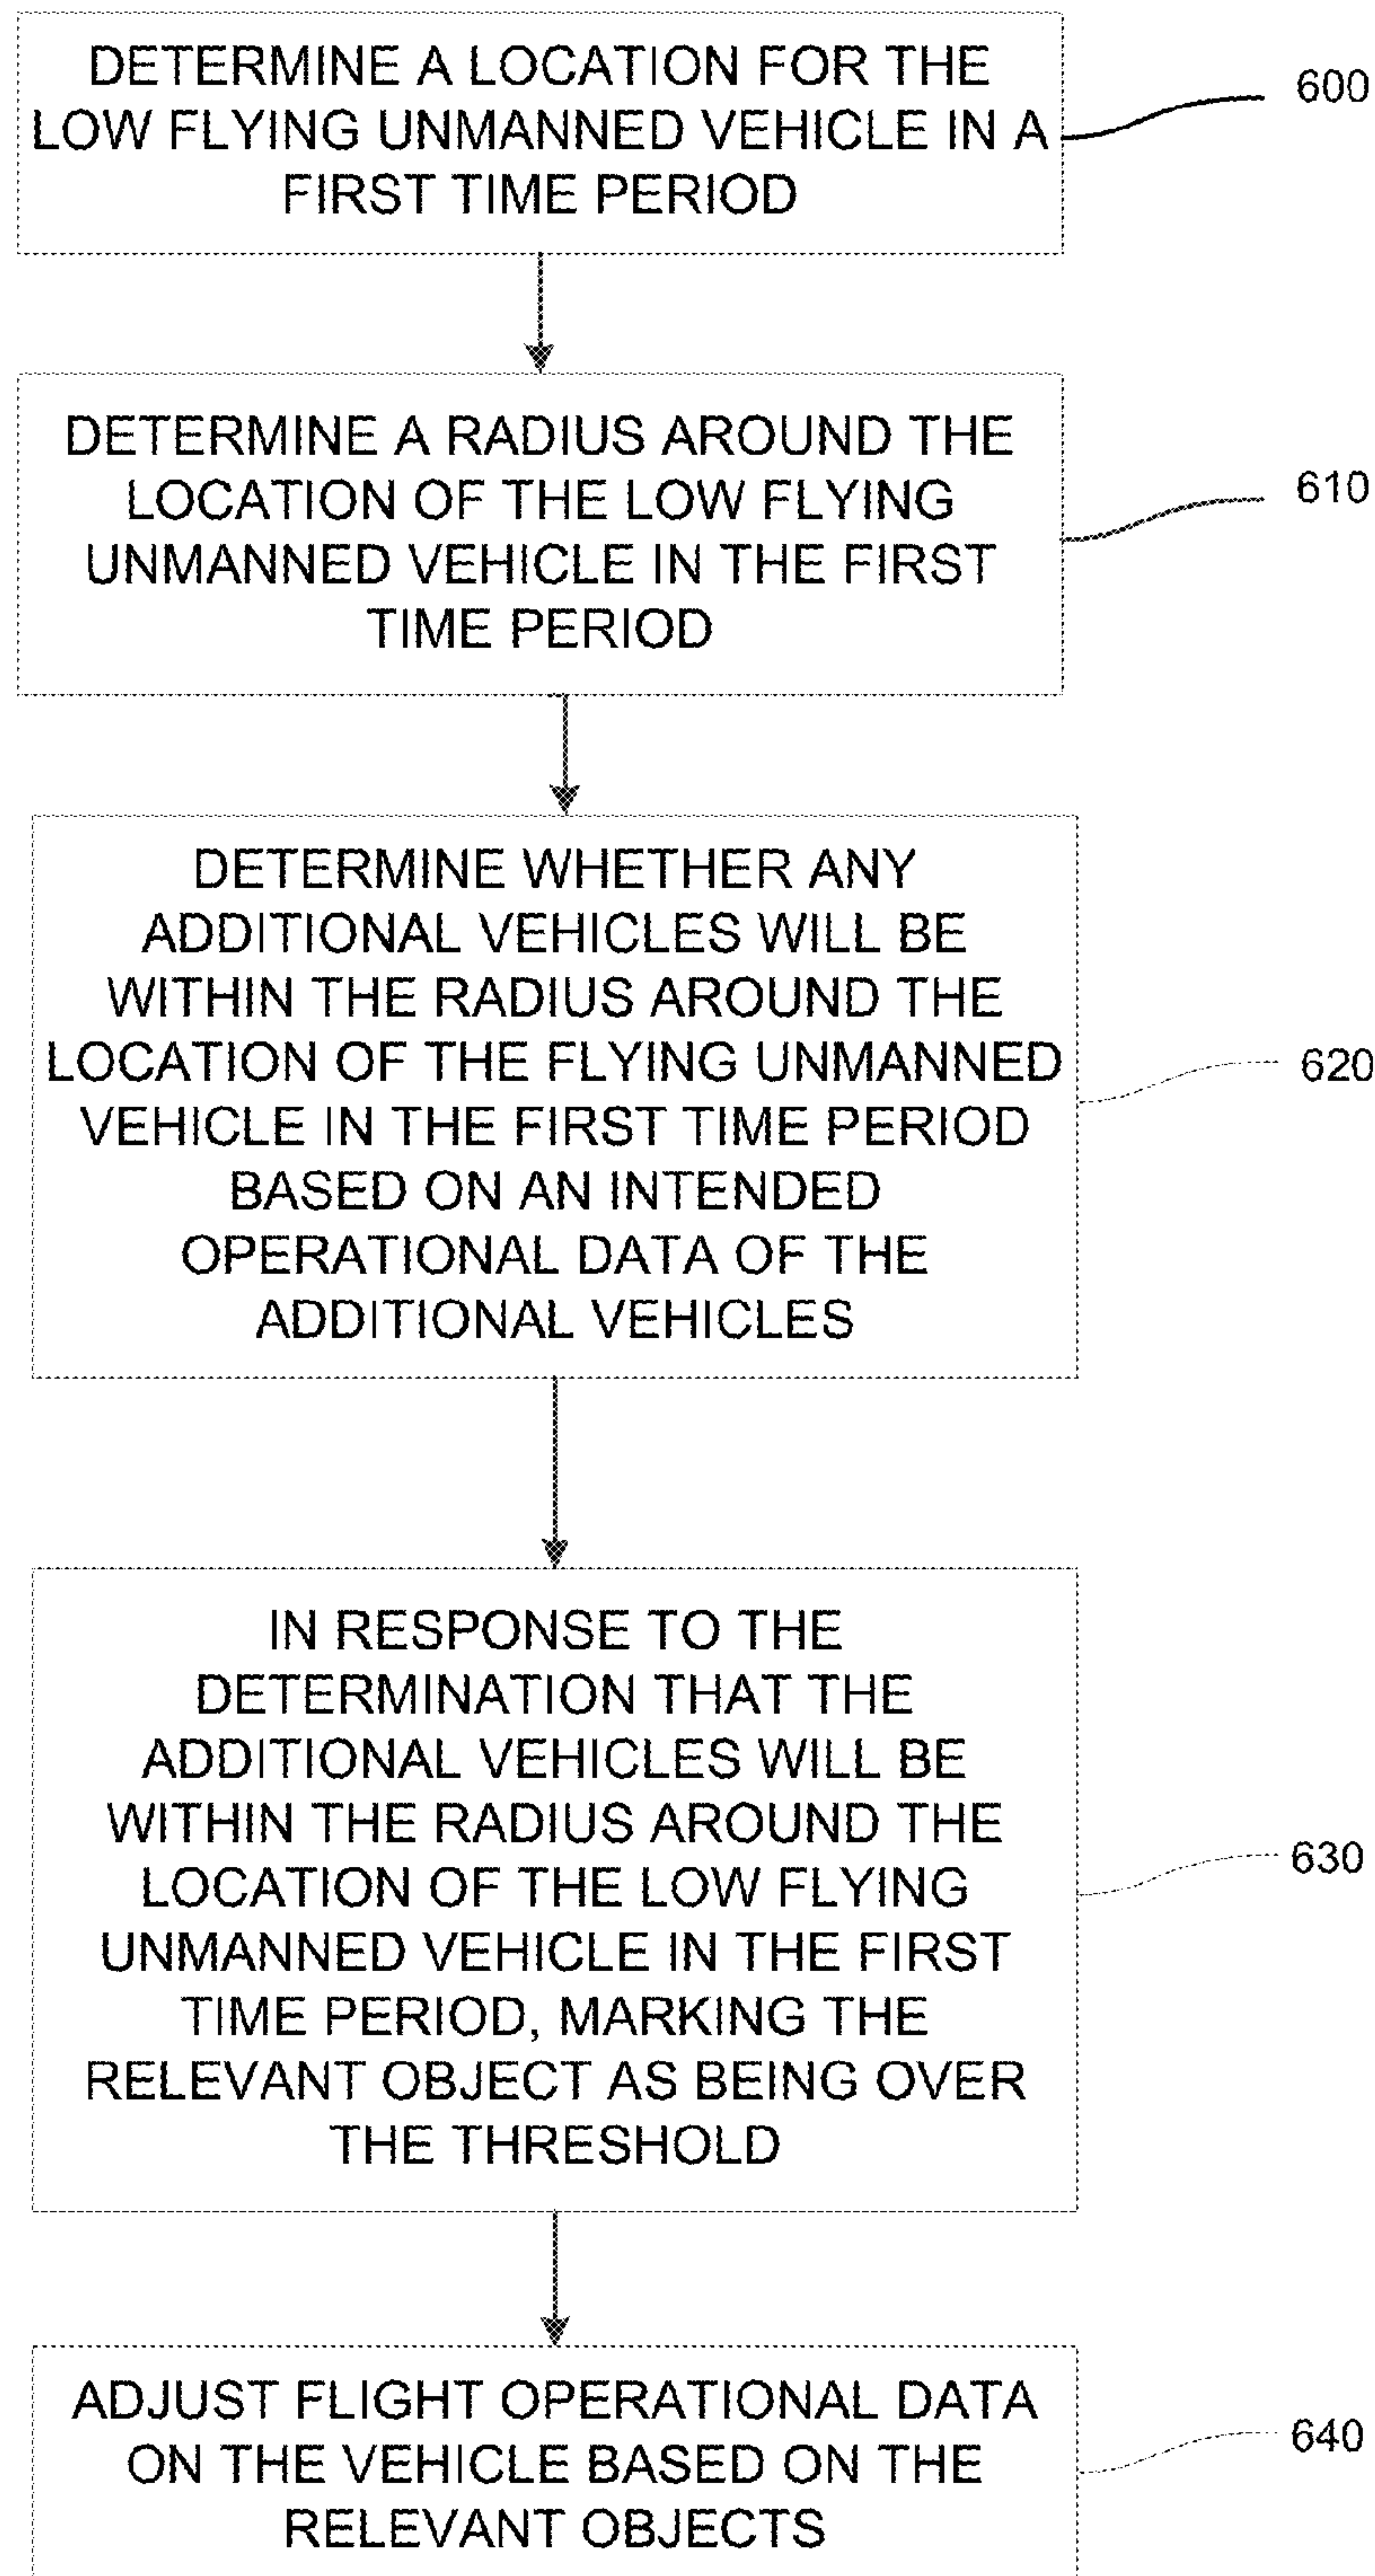 DETERMINE A LOCATION FOR THE
LOW FLYING UNMANNED VEHICLE IN A
FIRST TIME PERIOD
600
DETERMINE A RADIUS AROUND THE
LOCATION OF THE LOW FLYING
UNMANNED VEHICLE IN THE FIRST
TIME PERIOD
610
DETERMINE WHETHER ANY
ADDITIONAL VEHICLES WILL BE
WITHIN THE RADIUS AROUND THE
LOCATION OF THE FLYING UNMANNED
VEHICLE IN THE FIRST TIME PERIOD
BASED ON AN INTENDED
OPERATIONAL DATA OF THE
ADDITIONAL VEHICLES
620
IN RESPONSE TO THE
DETERMINATION THAT THE
ADDITIONAL VEHICLES WILL BE
WITHIN THE RADIUS AROUND THE
LOCATION OF THE LOW FLYING
UNMANNED VEHICLE IN THE FIRST
TIME PERIOD, MARKING THE
RELEVANT OBJECT AS BEING OVER
THE THRESHOLD
630
ADJUST FLIGHT OPERATIONAL DATA
ON THE VEHICLE BASED ON THE
RELEVANT OBJECTS
640